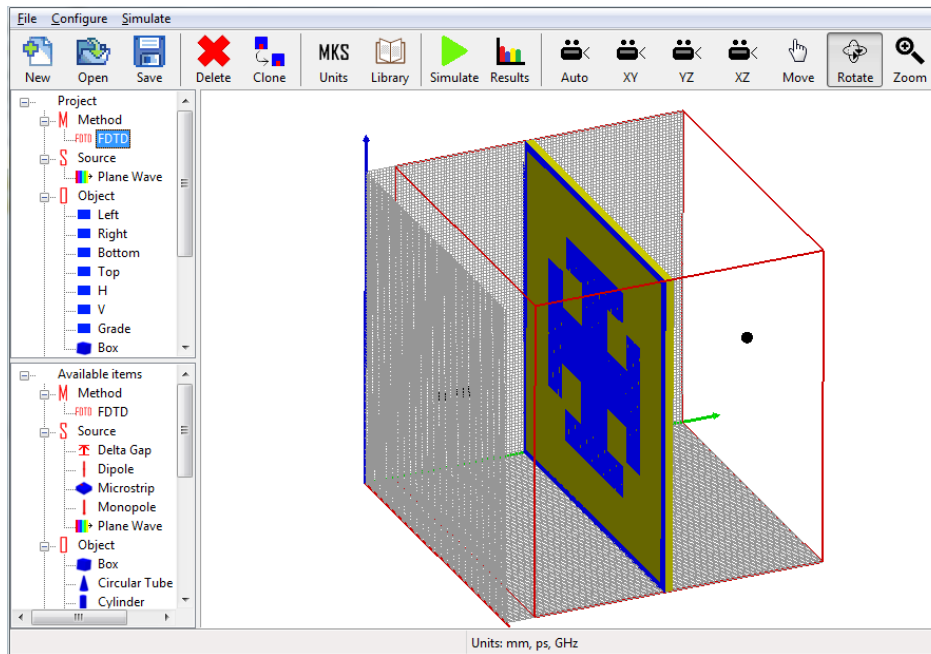 File Configure Simulate
MKS
New Open Save Delete Clone Units Library Simulate Results Auto XY YZ XZ Move Rotate Zoom
Project
M Method
FDTD FDTD
S Source
Plane Wave
Object
Left
Right
Bottom
Top
H
V
Grade
Box
Available items
M Method
FDTD FDTD
S Source
Delta Gap
Dipole
Microstrip
Monopole
Plane Wave
Object
Box
Circular Tube
Cylinder
Units: mm, ps, GHz